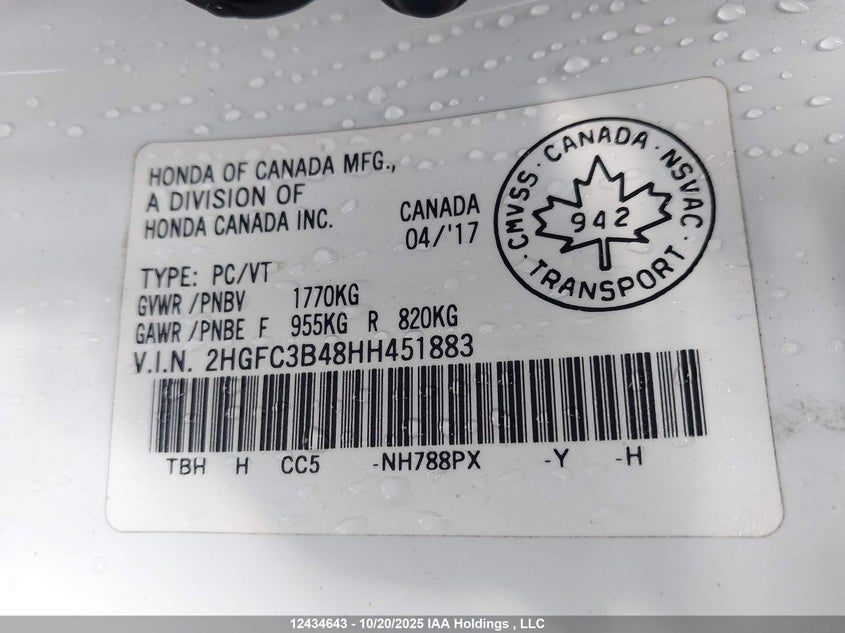 HONDA OF CANADA MFG.,
A DIVISION OF
HONDA CANADA INC.
CANADA
04/'17
CMVSS · CANADA · NSVAC · TRANSPORT ·
942
TYPE: PC/VT
GVWR /PNBV 1770KG
GAWR /PNBE F 955KG R 820KG
V.I.N. 2HGFC3B48HH451883
TBH H CC5 -NH788PX -Y -H
12434643 - 10/20/2025 IAA Holdings , LLC